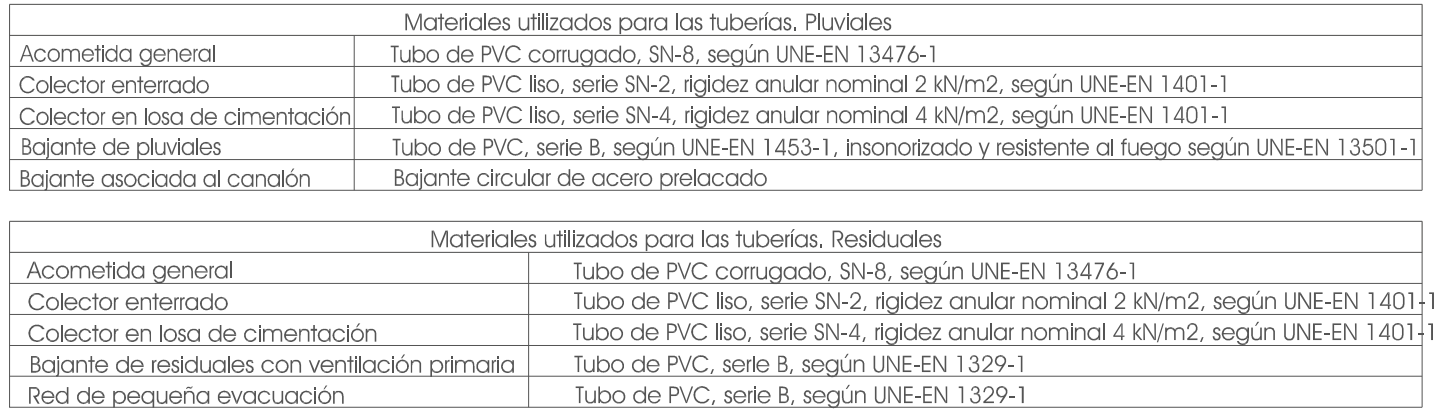 Materiales utilizados para las tuberías. Pluviales
Acometida general Tubo de PVC corrugado, SN-8, según UNE-EN 13476-1
Colector enterrado Tubo de PVC liso, serie SN-2, rigidez anular nominal 2 kN/m2, según UNE-EN 1401-1
Colector en losa de cimentación Tubo de PVC liso, serie SN-4, rigidez anular nominal 4 kN/m2, según UNE-EN 1401-1
Bajante de pluviales Tubo de PVC, serie B, según UNE-EN 1453-1, insonorizado y resistente al fuego según UNE-EN 13501-1
Bajante asociada al canalón Bajante circular de acero prelacado
Materiales utilizados para las tuberías. Residuales
Acometida general Tubo de PVC corrugado, SN-8, según UNE-EN 13476-1
Colector enterrado Tubo de PVC liso, serie SN-2, rigidez anular nominal 2 kN/m2, según UNE-EN 1401-1
Colector en losa de cimentación Tubo de PVC liso, serie SN-4, rigidez anular nominal 4 kN/m2, según UNE-EN 1401-1
Bajante de residuales con ventilación primaria Tubo de PVC, serie B, según UNE-EN 1329-1
Red de pequeña evacuación Tubo de PVC, serie B, según UNE-EN 1329-1